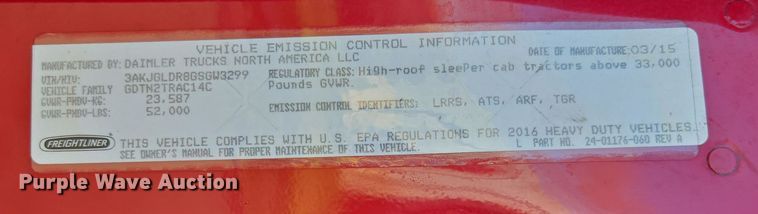 VEHICLE EMISSION CONTROL INFORMATION
MANUFACTURED BY: DAIMLER TRUCKS NORTH AMERICA LLC DATE OF MANUFACTURE: 03/15
VIN/NIV: 3AKJGLDR8GSGW3299 REGULATORY CLASS: High-roof sleeper cab tractors above 33,000
VEHICLE FAMILY GDTN2TRAC14C Pounds GVWR.
GVWR-PNBV-KG: 23,587
GVWR-PNBV-LBS: 52,000 EMISSION CONTROL IDENTIFIERS: LRRS, ATS, ARF, TGR
FREIGHTLINER THIS VEHICLE COMPLIES WITH U.S. EPA REGULATIONS FOR 2016 HEAVY DUTY VEHICLES.
SEE OWNER'S MANUAL FOR PROPER MAINTENANCE OF THIS VEHICLE. L PART NO. 24-01176-060 REV A
Purple Wave Auction